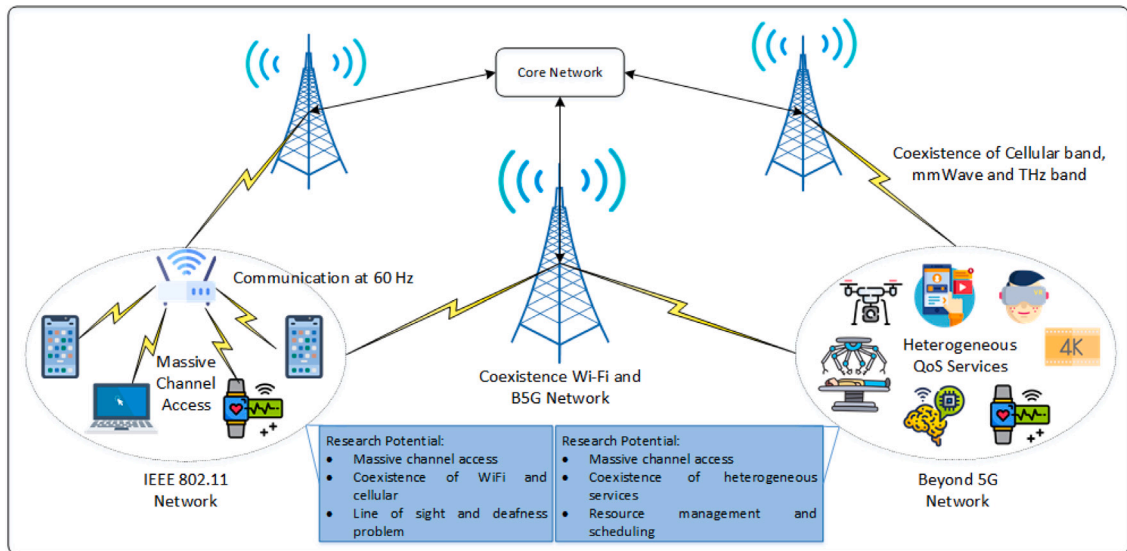 Core Network
Coexistence of Cellular band,
mmWave and THz band
Communication at 60 Hz
Massive
Channel
Access
Coexistence Wi-Fi and
B5G Network
Heterogeneous
QoS Services
4K
IEEE 802.11
Network
Research Potential:
● Massive channel access
● Coexistence of WiFi and
cellular
● Line of sight and deafness
problem
Research Potential:
● Massive channel access
● Coexistence of heterogeneous
services
● Resource management and
scheduling
Beyond 5G
Network